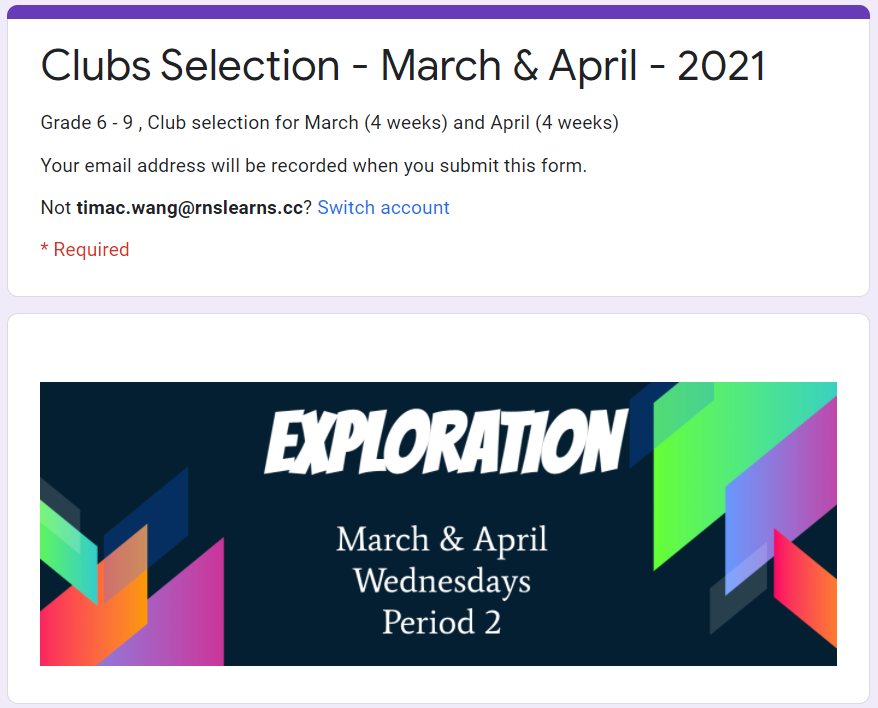 Clubs Selection - March & April - 2021
Grade 6 - 9 , Club selection for March (4 weeks) and April (4 weeks)
Your email address will be recorded when you submit this form.
Not timac.wang@rnslearns.cc? Switch account
* Required
EXPLORATION
March & April
Wednesdays
Period 2